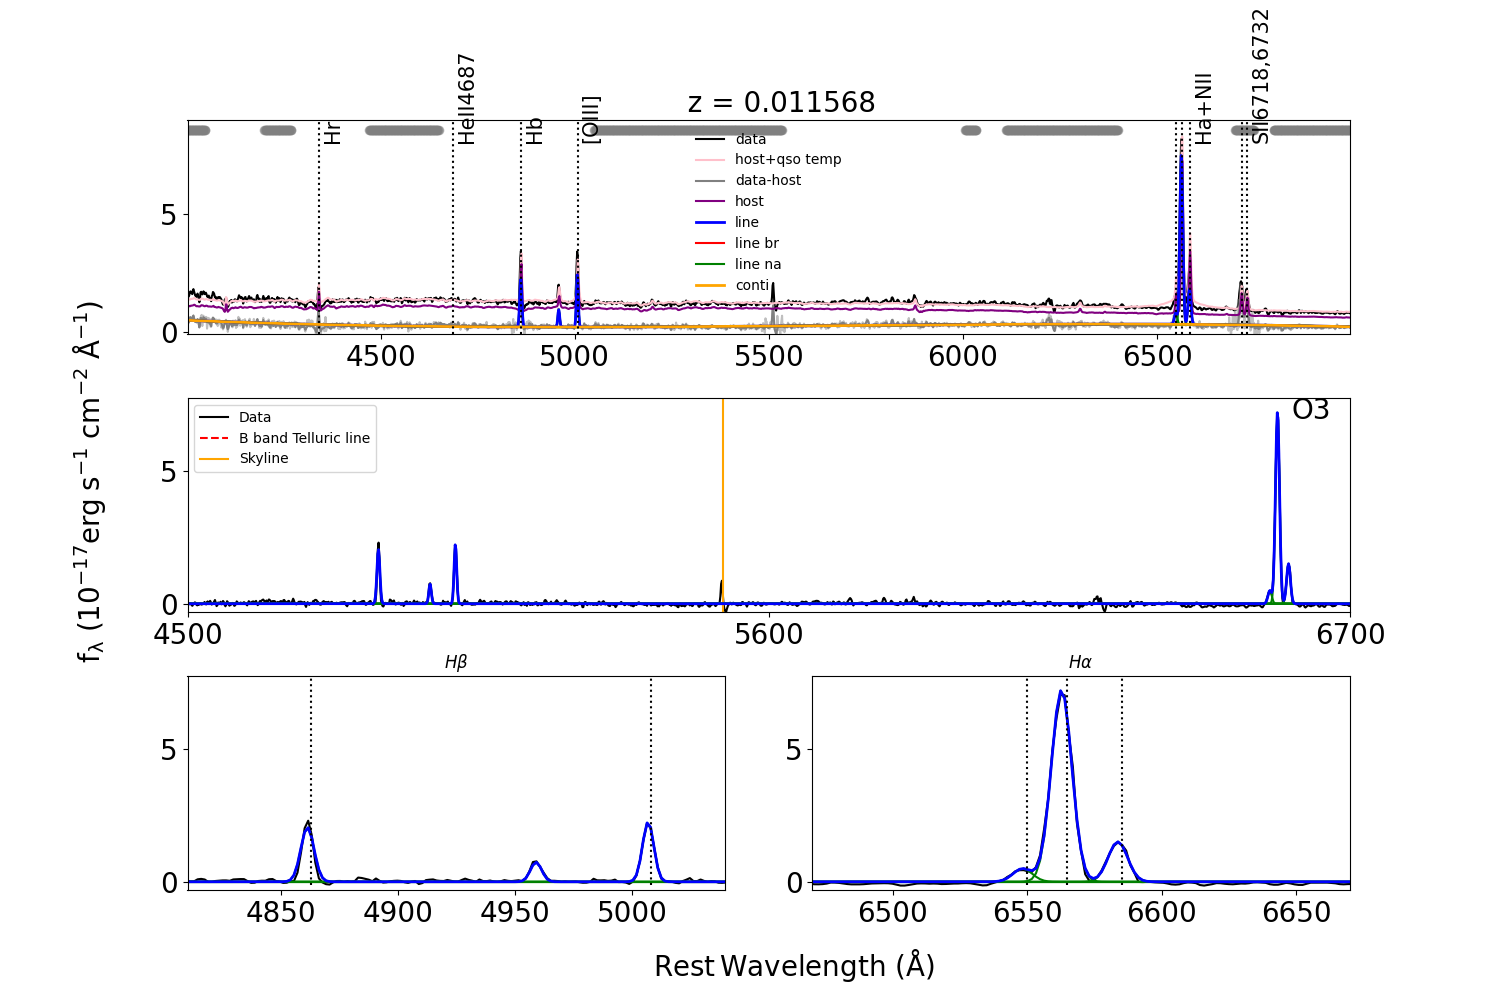 z = 0.011568
Hr
HeII4687
Hb
[OIII]
Ha+NII
SII6718,6732
data
host+qso temp
data-host
host
line
line br
line na
conti
5
0
4500
5000
5500
6000
6500
f_λ (10^−17 erg s^−1 cm^−2 Å^−1)
Data
B band Telluric line
Skyline
O3
5
0
4500
5600
6700
Hβ
5
0
4850
4900
4950
5000
Hα
5
0
6500
6550
6600
6650
Rest Wavelength (Å)